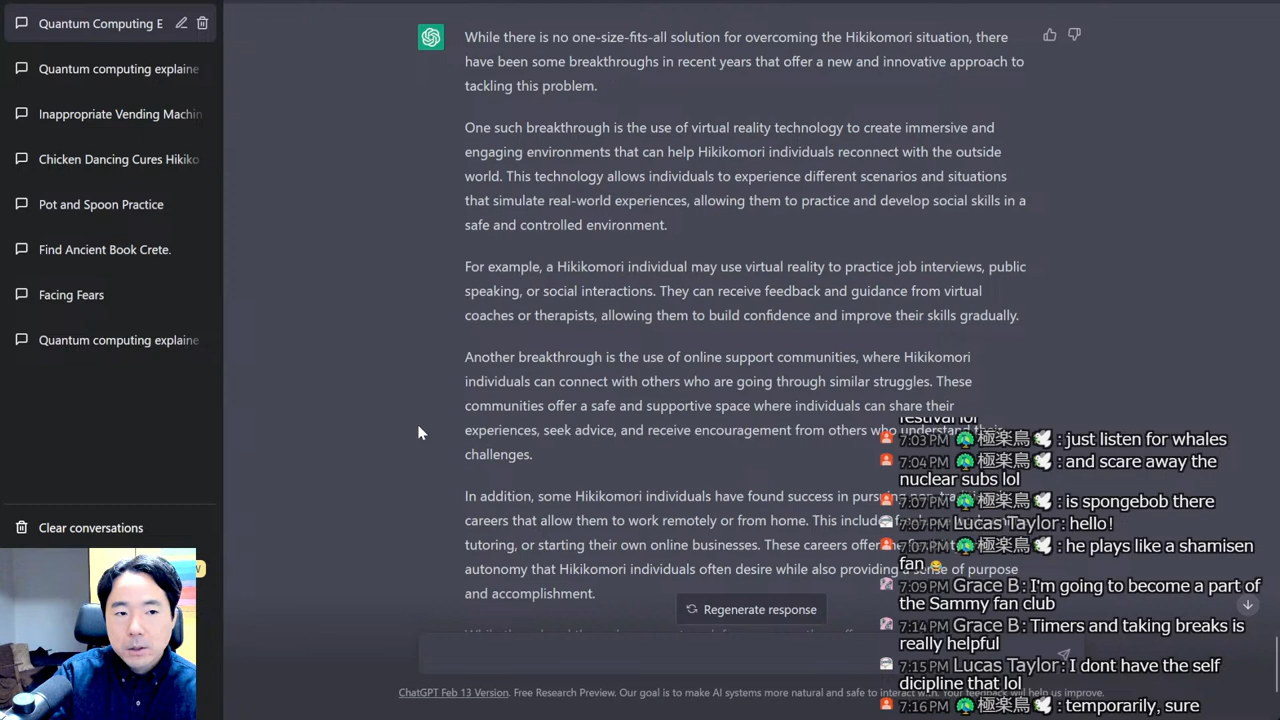 Quantum Computing E
Quantum computing explaine
Inappropriate Vending Machin
Chicken Dancing Cures Hikiko
Pot and Spoon Practice
Find Ancient Book Crete.
Facing Fears
Quantum computing explaine
Clear conversations
While there is no one-size-fits-all solution for overcoming the Hikikomori situation, there
have been some breakthroughs in recent years that offer a new and innovative approach to
tackling this problem.
One such breakthrough is the use of virtual reality technology to create immersive and
engaging environments that can help Hikikomori individuals reconnect with the outside
world. This technology allows individuals to experience different scenarios and situations
that simulate real-world experiences, allowing them to practice and develop social skills in a
safe and controlled environment.
For example, a Hikikomori individual may use virtual reality to practice job interviews, public
speaking, or social interactions. They can receive feedback and guidance from virtual
coaches or therapists, allowing them to build confidence and improve their skills gradually.
Another breakthrough is the use of online support communities, where Hikikomori
individuals can connect with others who are going through similar struggles. These
communities offer a safe and supportive space where individuals can share their
experiences, seek advice, and receive encouragement from others who understand their
challenges.
In addition, some Hikikomori individuals have found success in
careers that allow them to work remotely or from home. This
tutoring, or starting their own online businesses. These careers offer
autonomy that Hikikomori individuals often desire while also providing a sense of purpose
and accomplishment.
Regenerate response
ChatGPT Feb 13 Version. Free Research Preview. Our goal is to make AI systems more natural and safe to interact with. Your feedback will help us improve.
festival lol
7:03 PM 極楽鳥 : just listen for whales
7:04 PM 極楽鳥 : and scare away the
nuclear subs lol
7:07 PM 極楽鳥 : is spongebob there
7:07 PM Lucas Taylor : hello!
7:07 PM 極楽鳥 : he plays like a shamisen
fan
7:09 PM Grace B : I'm going to become a part of
the Sammy fan club
7:14 PM Grace B : Timers and taking breaks is
really helpful
7:15 PM Lucas Taylor : I dont have the self
dicipline that lol
7:16 PM 極楽鳥 : temporarily, sure